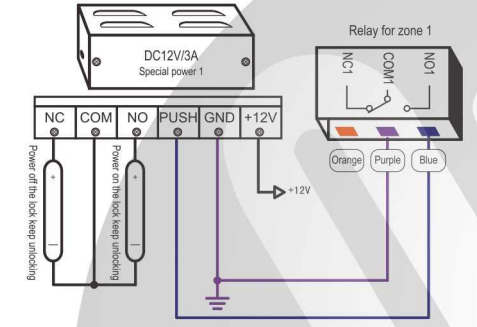 DC12V/3A
Special power 1
Relay for zone 1
NC1
COM1
NO1
NC
COM
NO
PUSH
GND
+12V
Orange
Purple
Blue
Power off the lock keep unlocking
+
—
Power on the lock keep unlocking
+
—
+12V